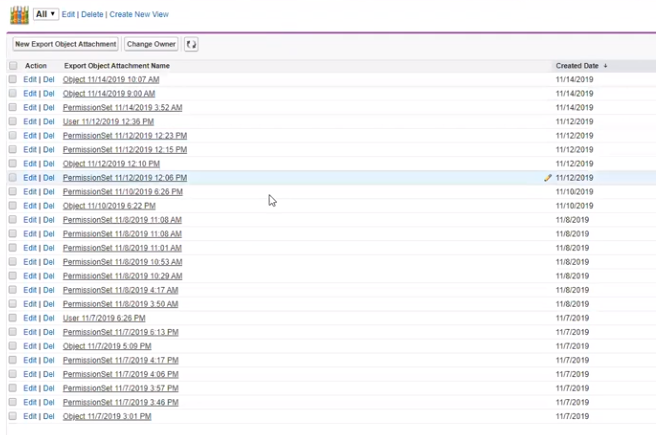 All ▼ Edit | Delete | Create New View
New Export Object Attachment Change Owner
Action Export Object Attachment Name Created Date ↓
Edit | Del Object 11/14/2019 10:07 AM 11/14/2019
Edit | Del Object 11/14/2019 9:00 AM 11/14/2019
Edit | Del PermissionSet 11/14/2019 3:52 AM 11/14/2019
Edit | Del User 11/12/2019 12:36 PM 11/12/2019
Edit | Del PermissionSet 11/12/2019 12:23 PM 11/12/2019
Edit | Del PermissionSet 11/12/2019 12:15 PM 11/12/2019
Edit | Del Object 11/12/2019 12:10 PM 11/12/2019
Edit | Del PermissionSet 11/12/2019 12:06 PM 11/12/2019
Edit | Del PermissionSet 11/10/2019 6:26 PM 11/10/2019
Edit | Del Object 11/10/2019 6:22 PM 11/10/2019
Edit | Del PermissionSet 11/8/2019 11:08 AM 11/8/2019
Edit | Del PermissionSet 11/8/2019 11:08 AM 11/8/2019
Edit | Del PermissionSet 11/8/2019 11:01 AM 11/8/2019
Edit | Del PermissionSet 11/8/2019 10:53 AM 11/8/2019
Edit | Del PermissionSet 11/8/2019 10:29 AM 11/8/2019
Edit | Del PermissionSet 11/8/2019 4:17 AM 11/8/2019
Edit | Del PermissionSet 11/8/2019 3:50 AM 11/8/2019
Edit | Del User 11/7/2019 6:26 PM 11/7/2019
Edit | Del PermissionSet 11/7/2019 6:13 PM 11/7/2019
Edit | Del Object 11/7/2019 5:09 PM 11/7/2019
Edit | Del PermissionSet 11/7/2019 4:17 PM 11/7/2019
Edit | Del PermissionSet 11/7/2019 4:06 PM 11/7/2019
Edit | Del PermissionSet 11/7/2019 3:57 PM 11/7/2019
Edit | Del PermissionSet 11/7/2019 3:46 PM 11/7/2019
Edit | Del Object 11/7/2019 3:01 PM 11/7/2019